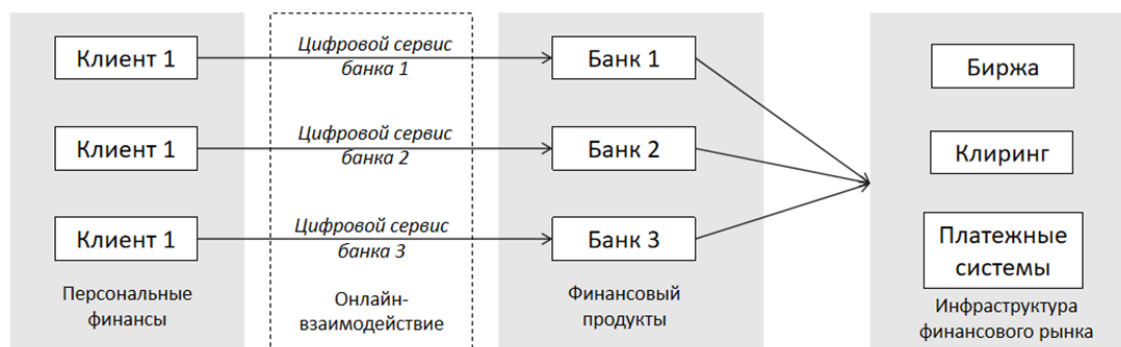 Клиент 1
Цифровой сервис
банка 1
Банк 1
Биржа
Клиент 1
Цифровой сервис
банка 2
Банк 2
Клиринг
Клиент 1
Цифровой сервис
банка 3
Банк 3
Платежные
системы
Персональные
финансы
Онлайн-
взаимодействие
Финансовый
продукты
Инфраструктура
финансового рынка